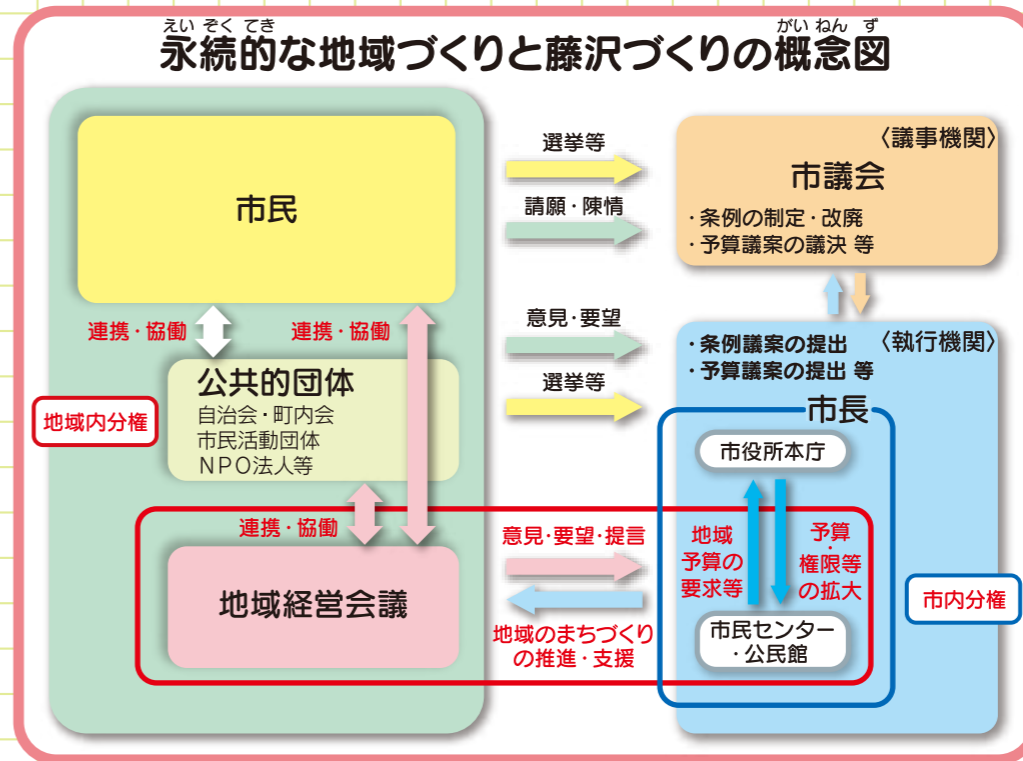 えいぞくてき
がいねんず
永続的な地域づくりと藤沢づくりの概念図
市民
選挙等
請願・陳情
〈議事機関〉
市議会
・条例の制定・改廃
・予算議案の議決 等
連携・協働
連携・協働
公共的団体
自治会・町内会
市民活動団体
NPO法人等
地域内分権
意見・要望
選挙等
・条例議案の提出
〈執行機関〉
・予算議案の提出 等
市長
市役所本庁
連携・協働
地域経営会議
意見・要望・提言
地域のまちづくり
の推進・支援
地域
予算の
要求等
予算
・
権限等
の拡大
市民センター
・公民館
市内分権